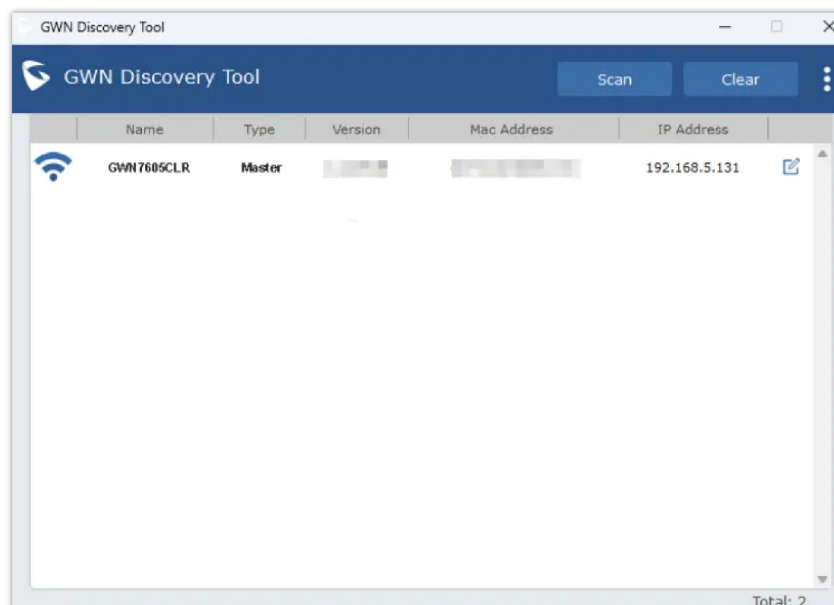 GWN Discovery Tool
GWN Discovery Tool Scan Clear
Name Type Version Mac Address IP Address
GWN7605CLR Master 192.168.5.131
Total: 2